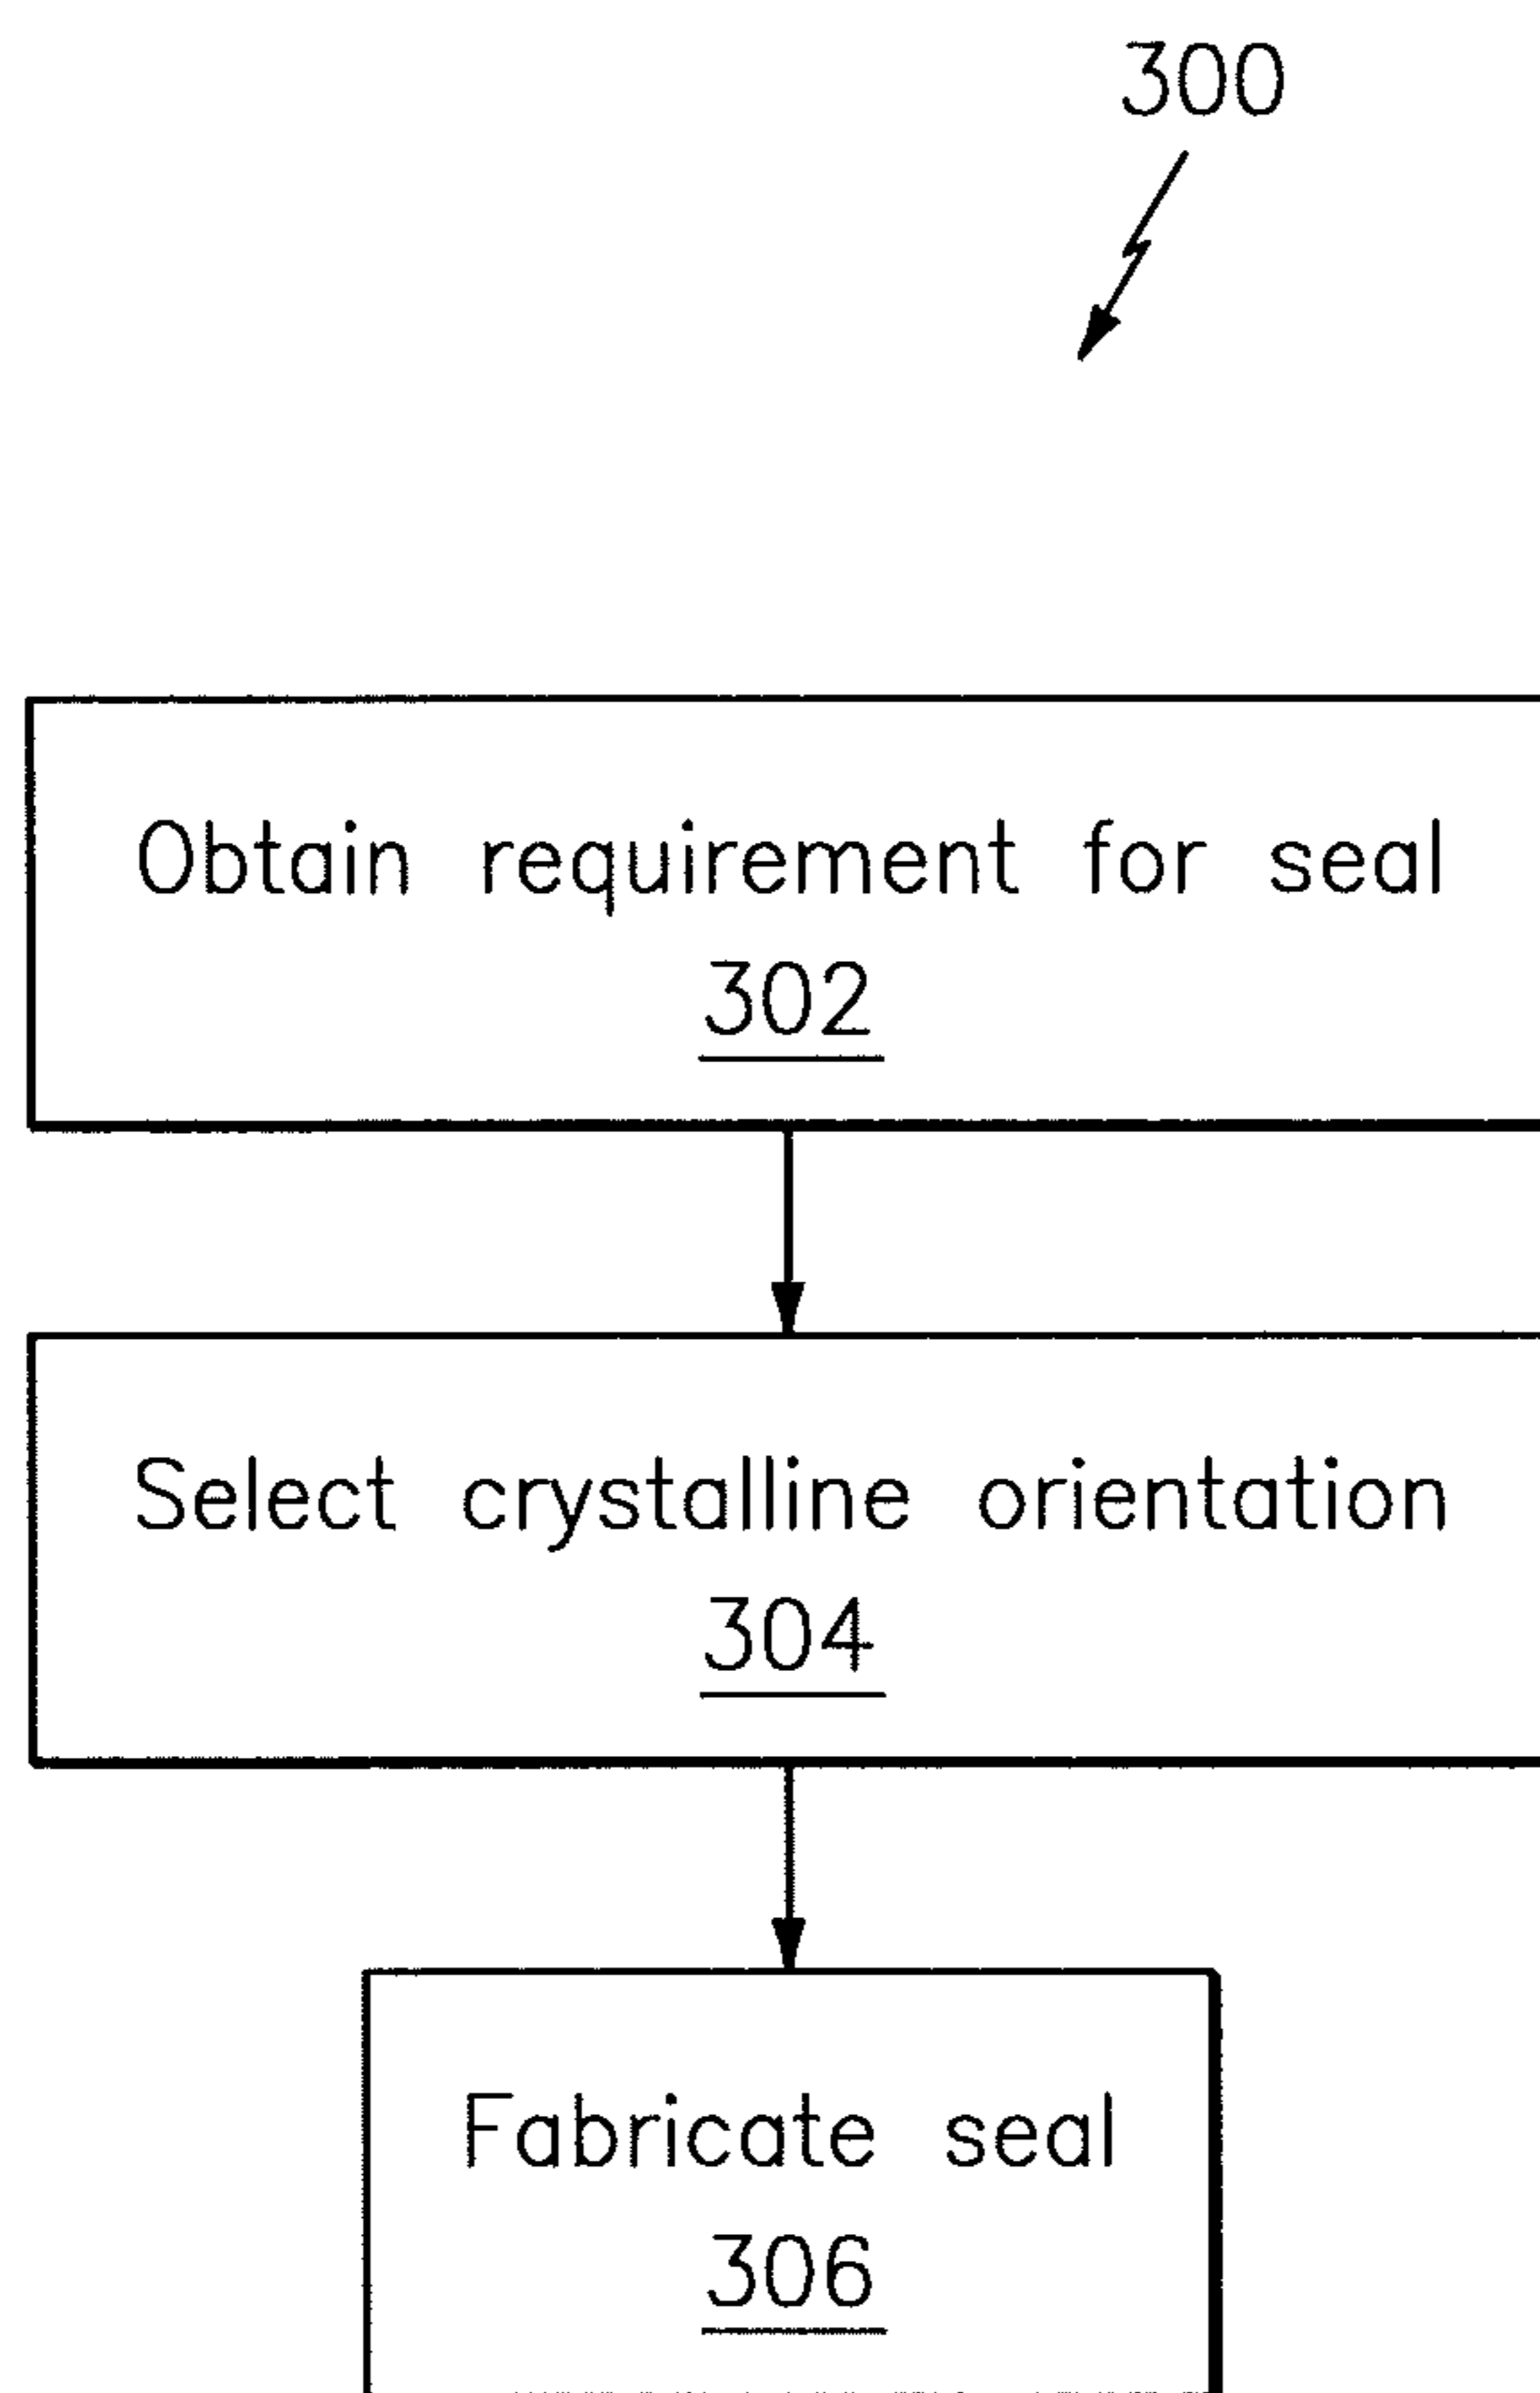 300
Obtain requirement for seal
302
Select crystalline orientation
304
Fabricate seal
306